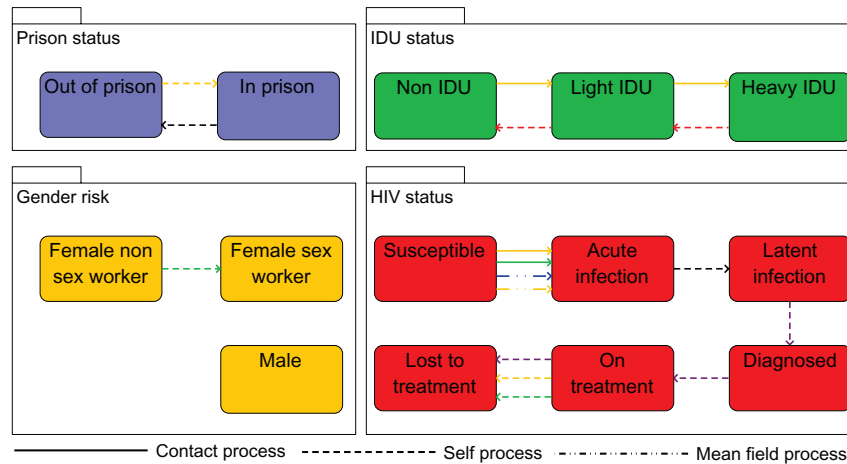 Prison status
Out of prison
In prison
IDU status
Non IDU
Light IDU
Heavy IDU
Gender risk
Female non
sex worker
Female sex
worker
Male
HIV status
Susceptible
Acute
infection
Latent
infection
Lost to
treatment
On
treatment
Diagnosed
Contact process
Self process
Mean field process